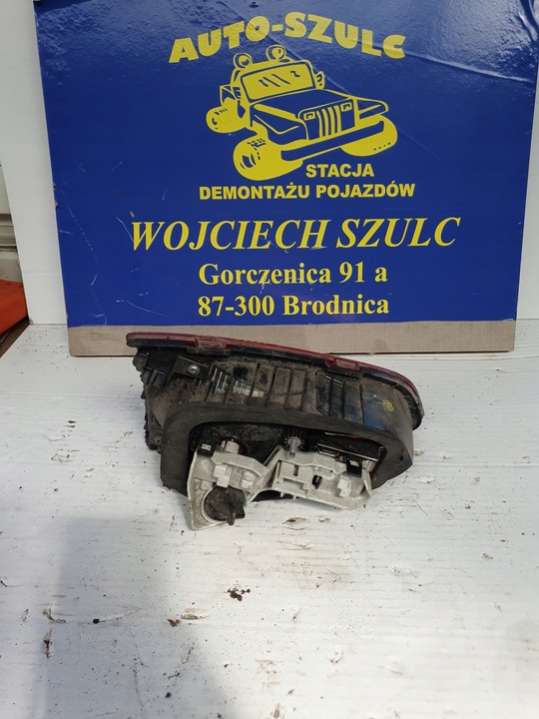 AUTO-SZULC
STACJA
DEMONTAŻU POJAZDÓW
WOJCIECH SZULC
Gorczenica 91 a
87-300 Brodnica